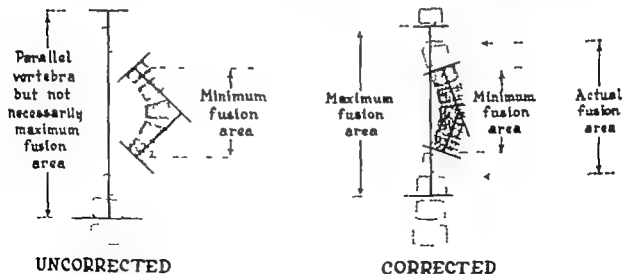 Parallel
vertebra
but not
necessarily
maximum
fusion
area
Minimum
fusion
area
UNCORRECTED
Maximum
fusion
area
Minimum
fusion
area
Actual
fusion
area
CORRECTED